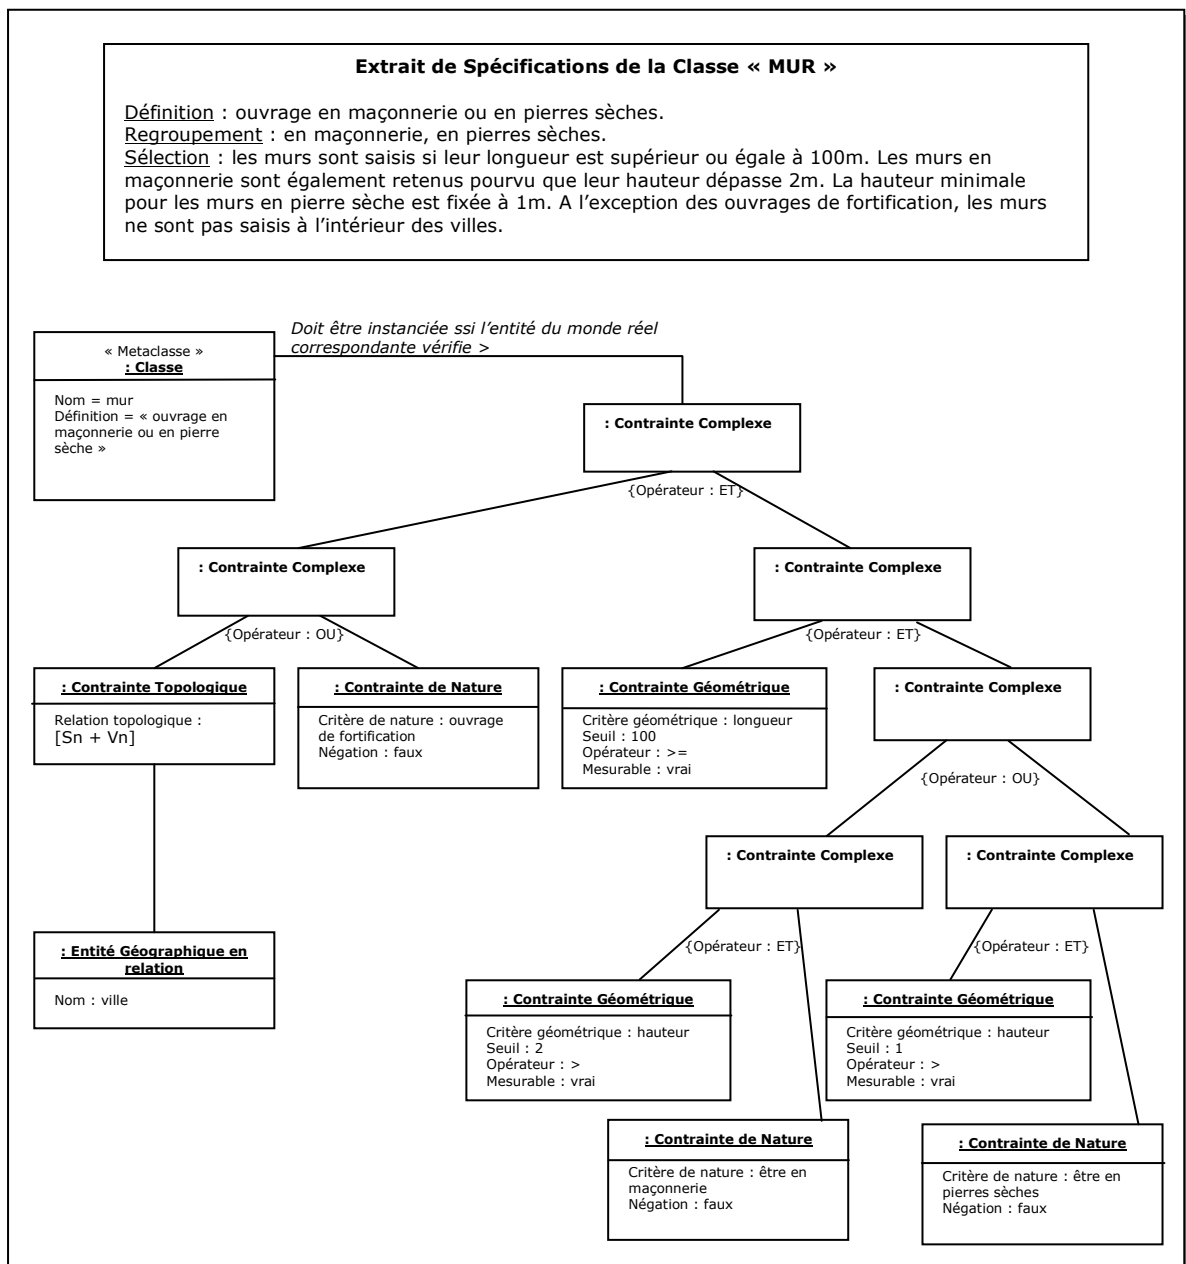 Extrait de Spécifications de la Classe « MUR »
Définition : ouvrage en maçonnerie ou en pierres sèches.
Regroupement : en maçonnerie, en pierres sèches.
Sélection : les murs sont saisis si leur longueur est supérieur ou égale à 100m. Les murs en
maçonnerie sont également retenus pourvu que leur hauteur dépasse 2m. La hauteur minimale
pour les murs en pierre sèche est fixée à 1m. A l’exception des ouvrages de fortification, les murs
ne sont pas saisis à l’intérieur des villes.
Doit être instanciée ssi l’entité du monde réel
correspondante vérifie >
« Metaclasse »
: Classe
Nom = mur
Définition = « ouvrage en
maçonnerie ou en pierre
sèche »
: Contrainte Complexe
{Opérateur : ET}
: Contrainte Complexe
: Contrainte Complexe
{Opérateur : OU}
{Opérateur : ET}
: Contrainte Topologique
Relation topologique :
[Sn + Vn]
: Contrainte de Nature
Critère de nature : ouvrage
de fortification
Négation : faux
: Contrainte Géométrique
Critère géométrique : longueur
Seuil : 100
Opérateur : >=
Mesurable : vrai
: Contrainte Complexe
{Opérateur : OU}
: Contrainte Complexe
: Contrainte Complexe
: Entité Géographique en
relation
Nom : ville
{Opérateur : ET}
{Opérateur : ET}
: Contrainte Géométrique
Critère géométrique : hauteur
Seuil : 2
Opérateur : >
Mesurable : vrai
: Contrainte Géométrique
Critère géométrique : hauteur
Seuil : 1
Opérateur : >
Mesurable : vrai
: Contrainte de Nature
Critère de nature : être en
maçonnerie
Négation : faux
: Contrainte de Nature
Critère de nature : être en
pierres sèches
Négation : faux